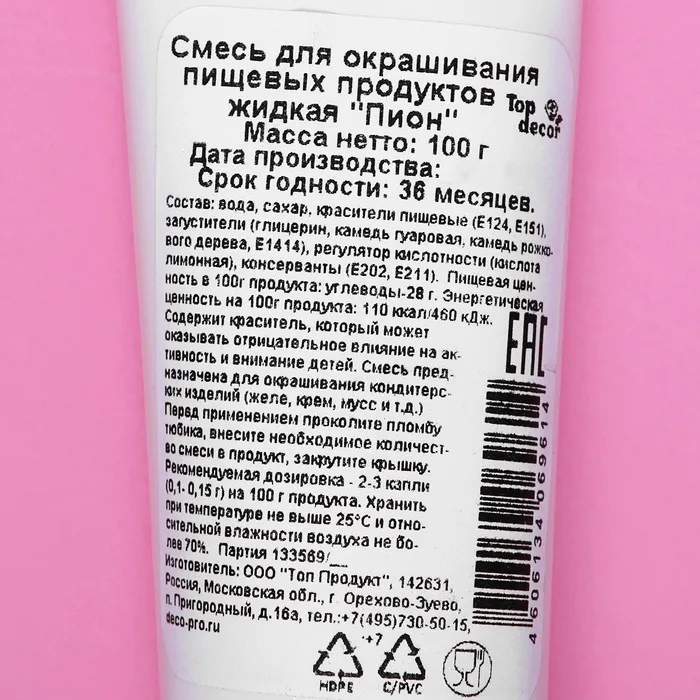 Смесь для окрашивания
пищевых продуктов
жидкая "Пион"
Top
decor
Масса нетто: 100 г
Дата производства:
Срок годности: 36 месяцев.
Состав: вода, сахар, красители пищевые (Е124, Е151),
загустители (глицерин, камедь гуаровая, камедь рожко-
вого дерева, Е1414), регулятор кислотности (кислота
лимонная), консерванты (Е202, Е211). Пищевая цен-
ность в 100г продукта: углеводы-28 г. Энергетическая
ценность на 100г продукта: 110 ккал/460 кДж.
Содержит краситель, который может
оказывать отрицательное влияние на ак-
тивность и внимание детей. Смесь пред-
назначена для окрашивания кондитерс-
ких изделий (желе, крем, мусс и т.д.)
Перед применением проколите пломбу
тюбика, внесите необходимое количест-
во смеси в продукт, закрутите крышку.
Рекомендуемая дозировка - 2-3 капли
(0,1- 0,15 г) на 100 г продукта. Хранить
при температуре не выше 25°С и отно-
сительной влажности воздуха не бо-
лее 70%. Партия 133569/__
Изготовитель: ООО "Топ Продукт", 142631,
Россия, Московская обл., г. Орехово-Зуево,
п. Пригородный, д.16а, тел.:+7(495)730-50-15,
+7
deco-pro.ru
EAC
4606134069614
HDPE
C/PVC